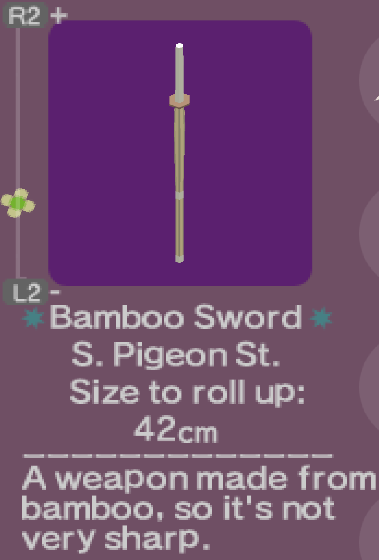 R2 +
L2 -
Bamboo Sword
S. Pigeon St.
Size to roll up:
42cm
A weapon made from
bamboo, so it's not
very sharp.